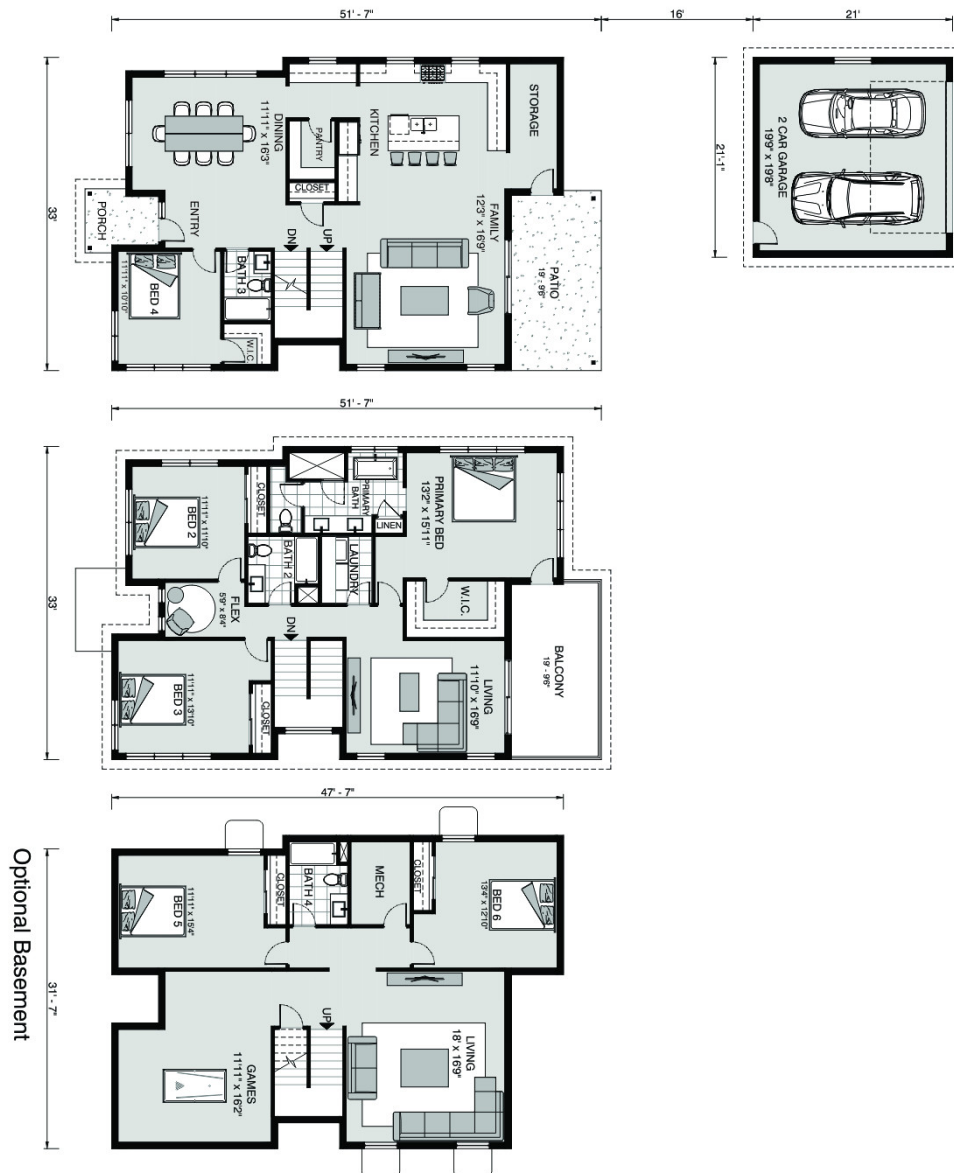 51' - 7"
16'
21'
33'
DINING
11'11" x 16'3"
PANTRY
CLOSET
KITCHEN
STORAGE
FAMILY
12'3" x 16'9"
PORCH
ENTRY
DN
UP
BATH 3
BED 4
11'11" x 10'10"
W.I.C.
PATIO
19' - 9'6"
21'-1"
2 CAR GARAGE
19'9" x 19'8"
51' - 7"
33'
BED 2
11'11" x 11'10"
CLOSET
PRIMARY
BATH
LINEN
PRIMARY BED
13'2" x 15'11"
BATH 2
LAUNDRY
W.I.C.
FLEX
5'9" x 8'4"
DN
BALCONY
19' - 9'6"
BED 3
11'11" x 13'10"
CLOSET
LIVING
11'10" x 16'9"
47' - 7"
31' - 7"
BED 5
11'11" x 15'4"
CLOSET
BATH 4
MECH
CLOSET
BED 6
13'4" x 12'10"
UP
GAMES
11'11" x 16'2"
LIVING
18' x 16'9"
Optional Basement